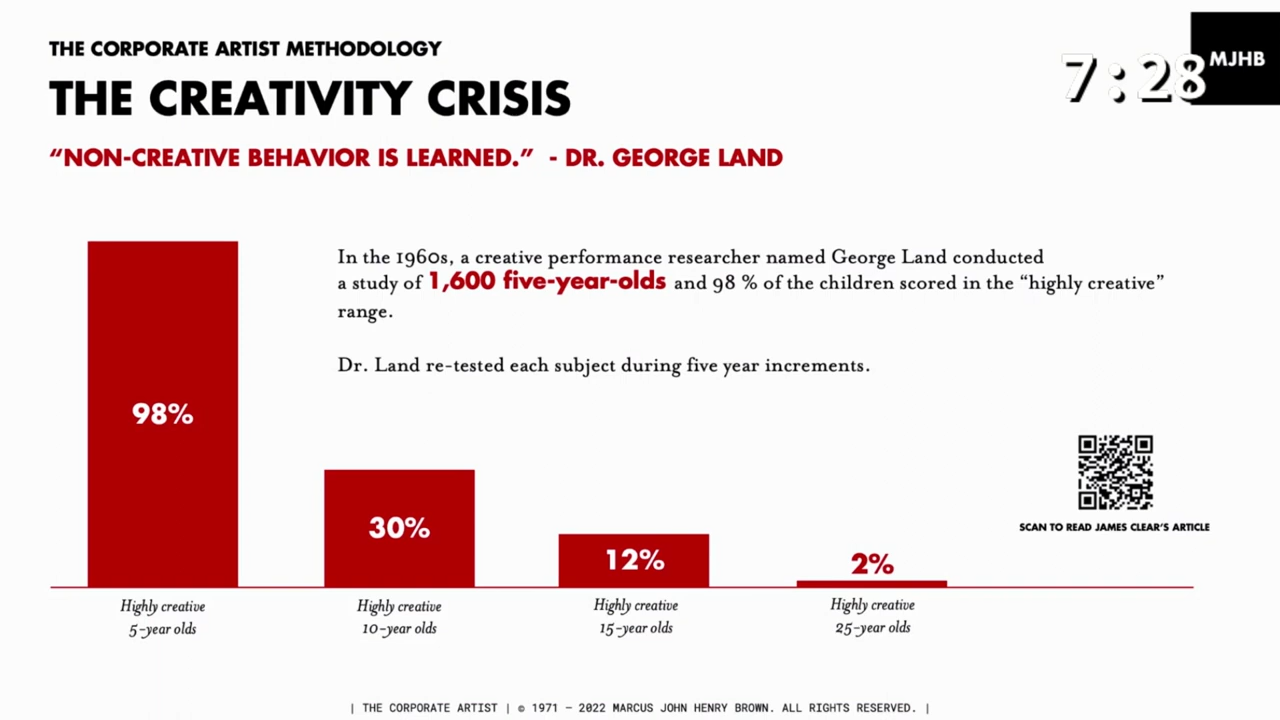 THE CORPORATE ARTIST METHODOLOGY
THE CREATIVITY CRISIS
“NON-CREATIVE BEHAVIOR IS LEARNED.” - DR. GEORGE LAND
7:28
MJHB
In the 1960s, a creative performance researcher named George Land conducted
a study of 1,600 five-year-olds and 98 % of the children scored in the “highly creative”
range.
Dr. Land re-tested each subject during five year increments.
98%
30%
12%
2%
SCAN TO READ JAMES CLEAR’S ARTICLE
Highly creative
5-year olds
Highly creative
10-year olds
Highly creative
15-year olds
Highly creative
25-year olds
| THE CORPORATE ARTIST | © 1971 – 2022 MARCUS JOHN HENRY BROWN. ALL RIGHTS RESERVED. |